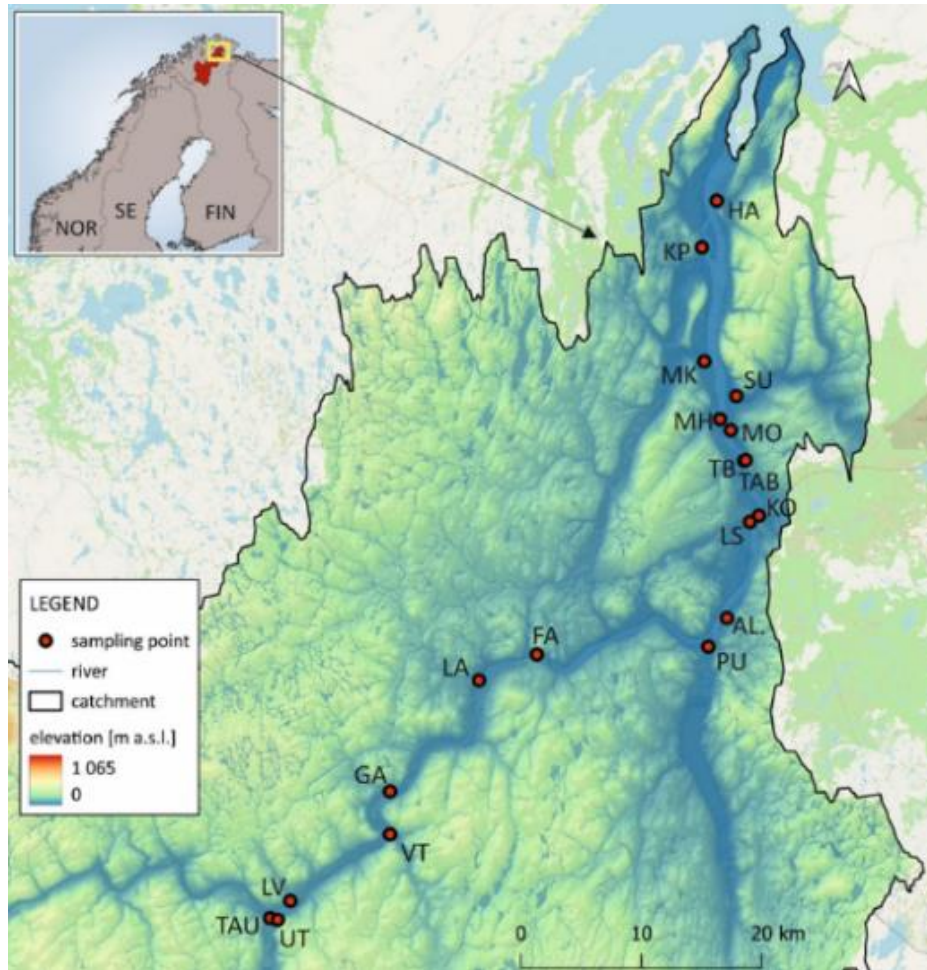 NOR
SE
FIN
HA
KP
MK
SU
MH
MO
TB
TAB
KO
LS
AL.
PU
FA
LA
GA
VT
LV
TAU
UT
LEGEND
sampling point
river
catchment
elevation [m a.s.l.]
1 065
0
0 10 20 km